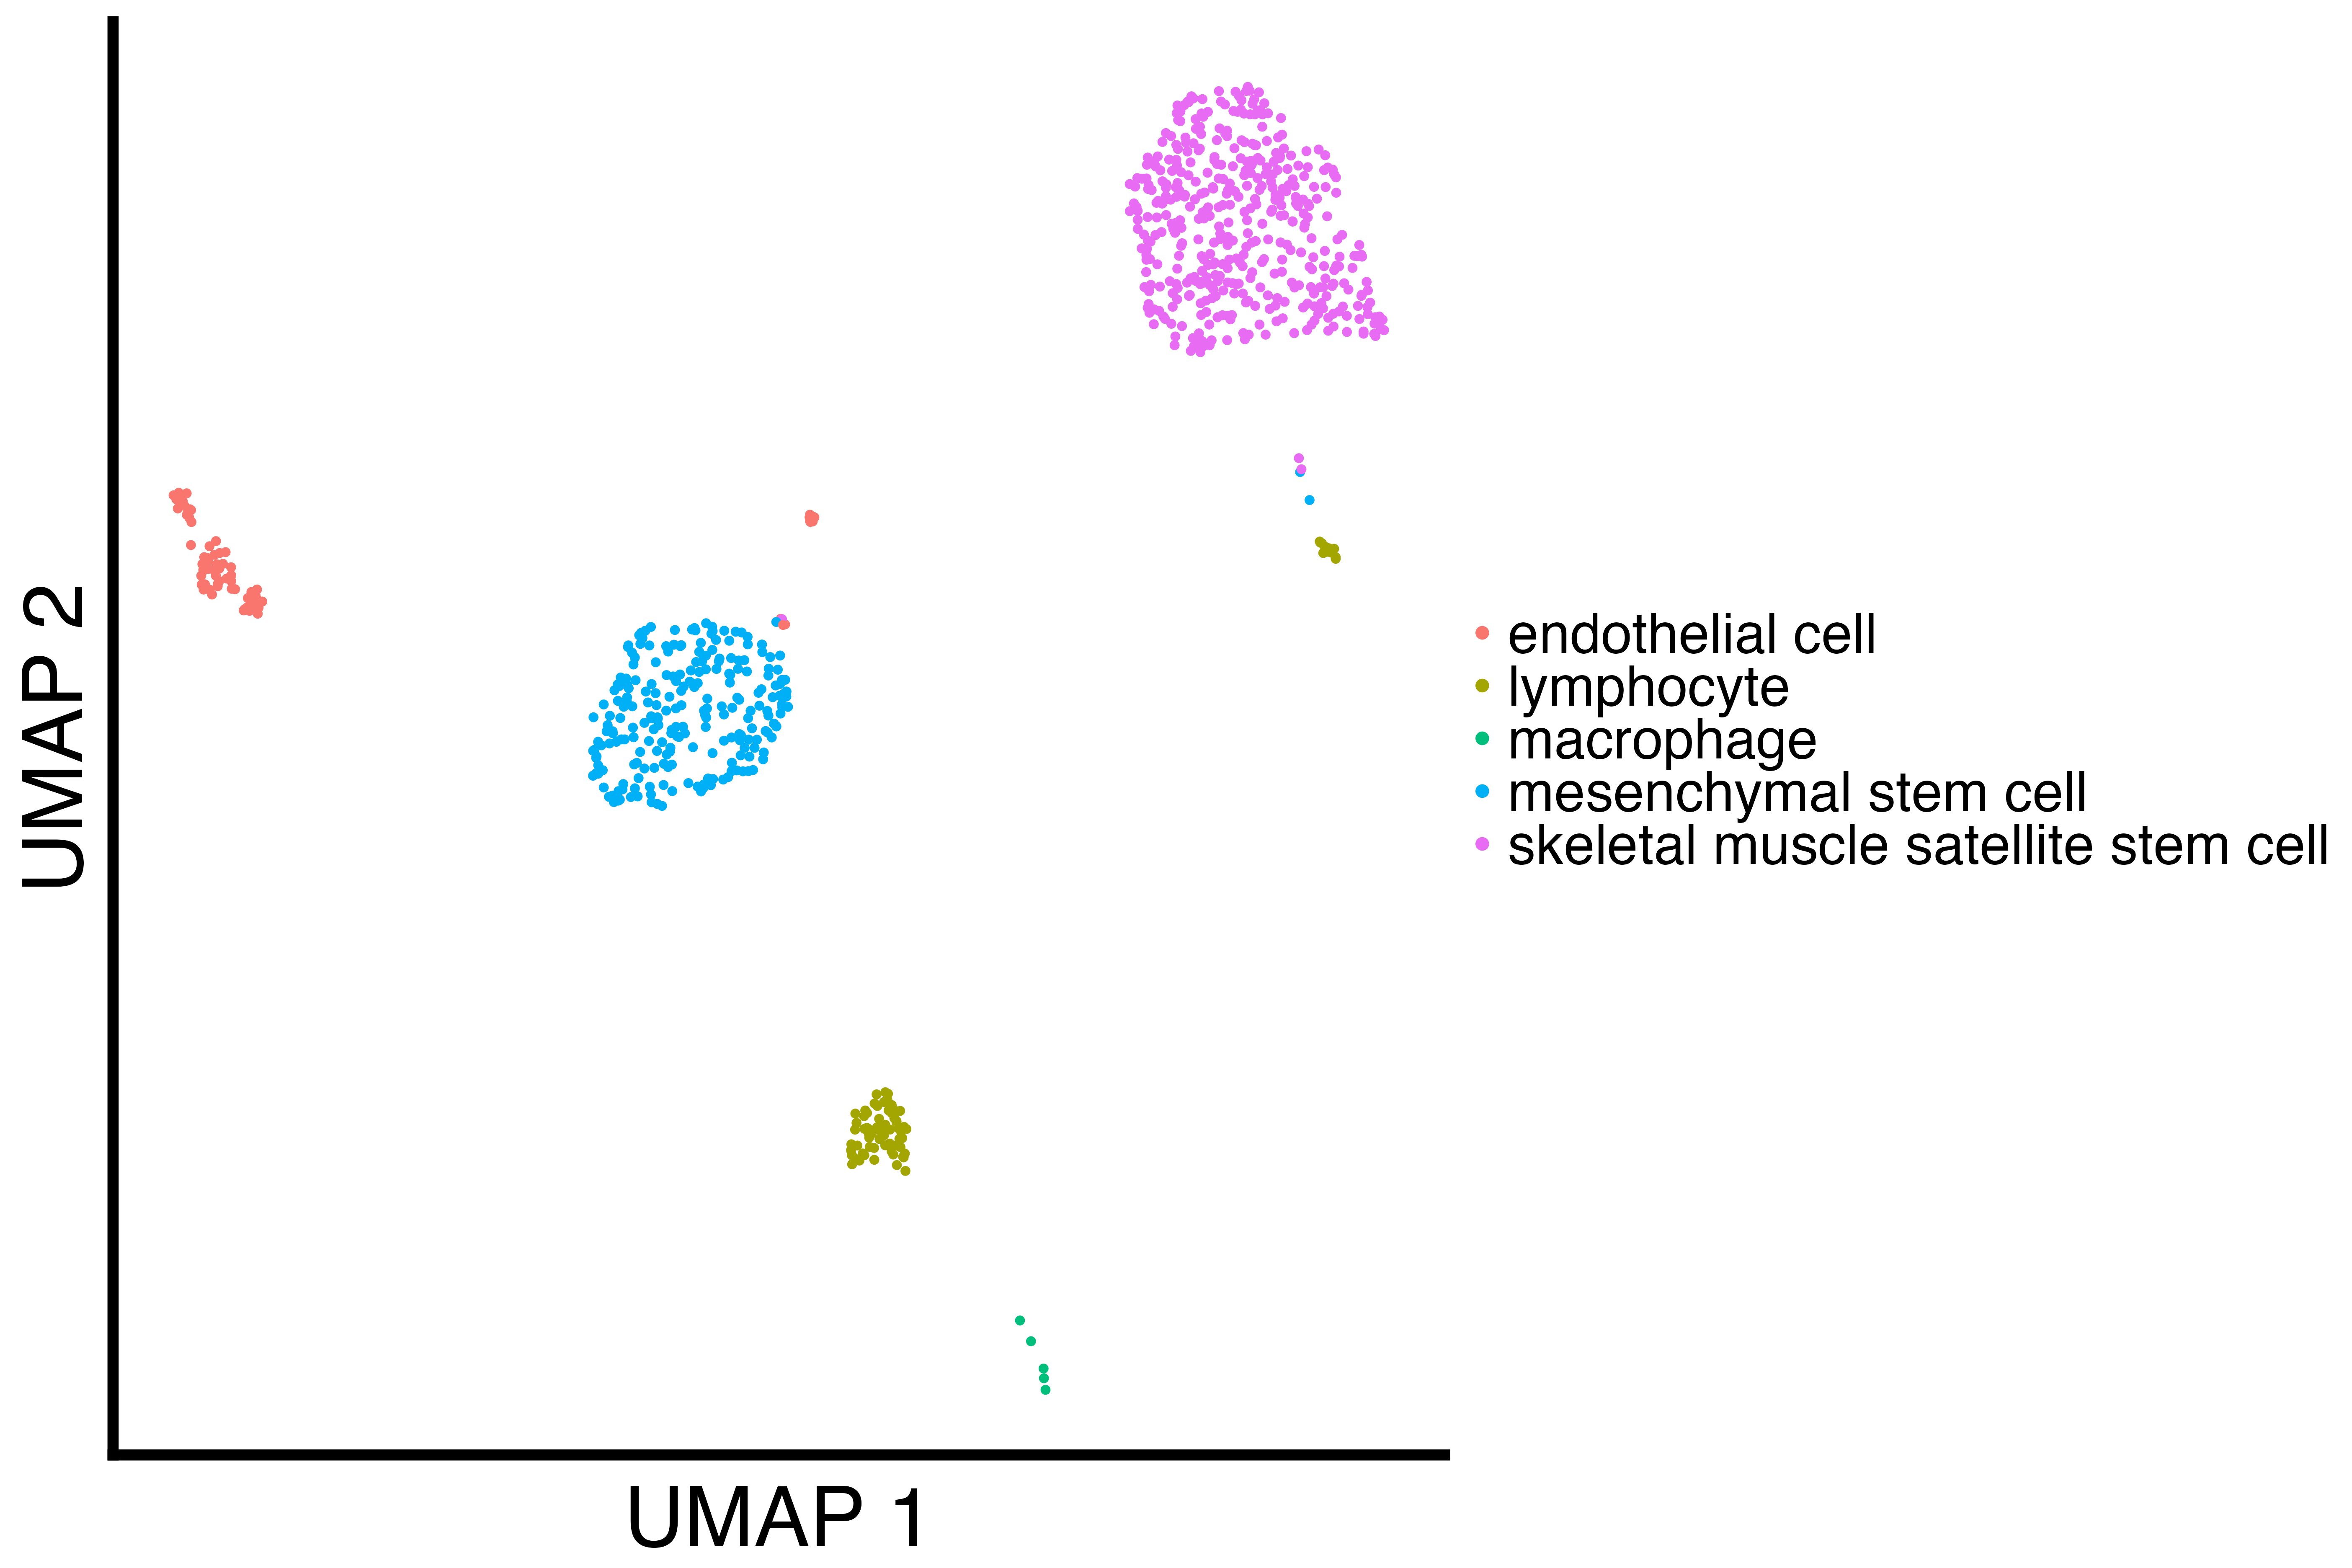 UMAP 2
endothelial cell
lymphocyte
macrophage
mesenchymal stem cell
skeletal muscle satellite stem cell
UMAP 1